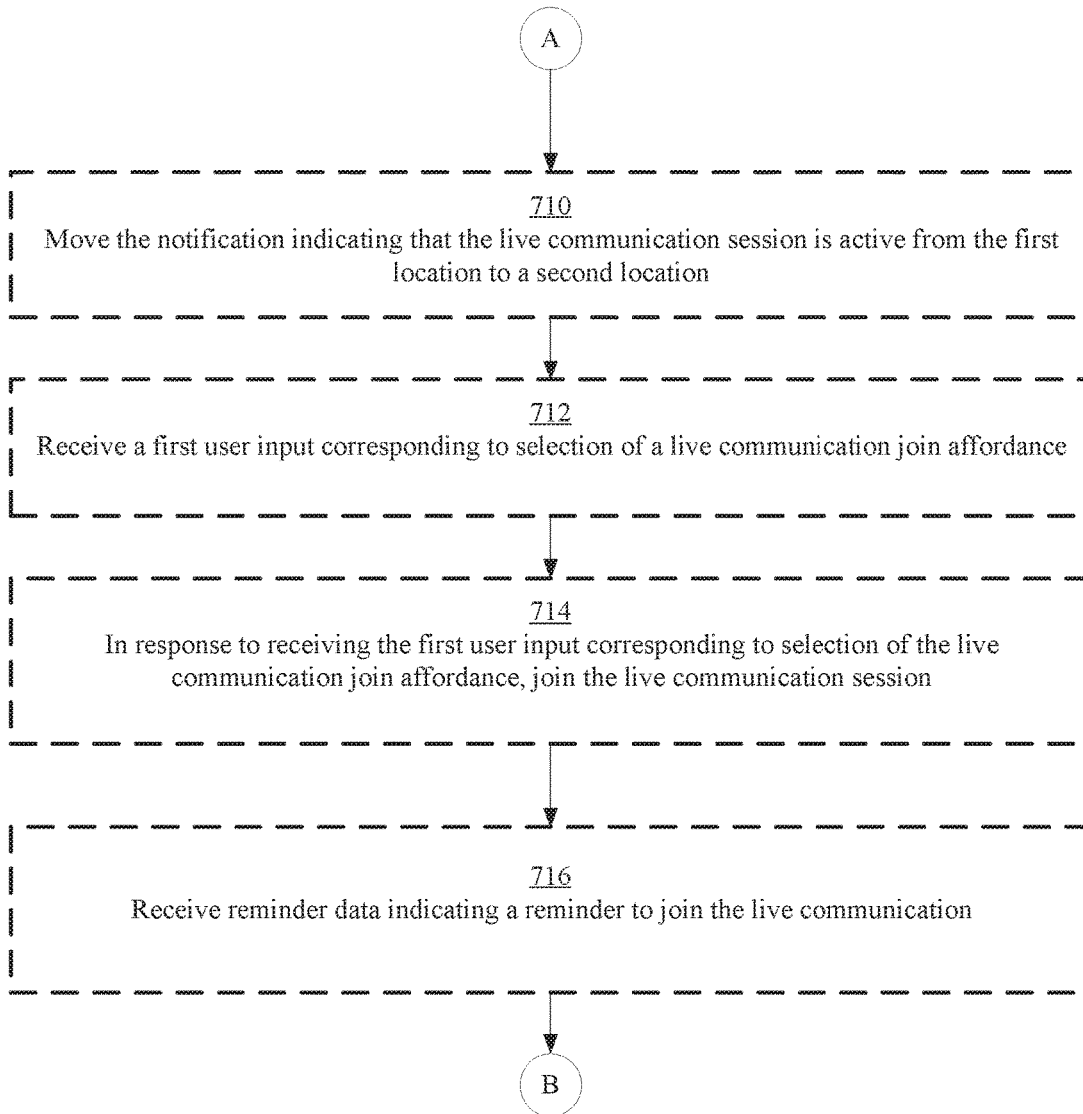 A
710
Move the notification indicating that the live communication session is active from the first
location to a second location
712
Receive a first user input corresponding to selection of a live communication join affordance
714
In response to receiving the first user input corresponding to selection of the live
communication join affordance, join the live communication session
716
Receive reminder data indicating a reminder to join the live communication
B